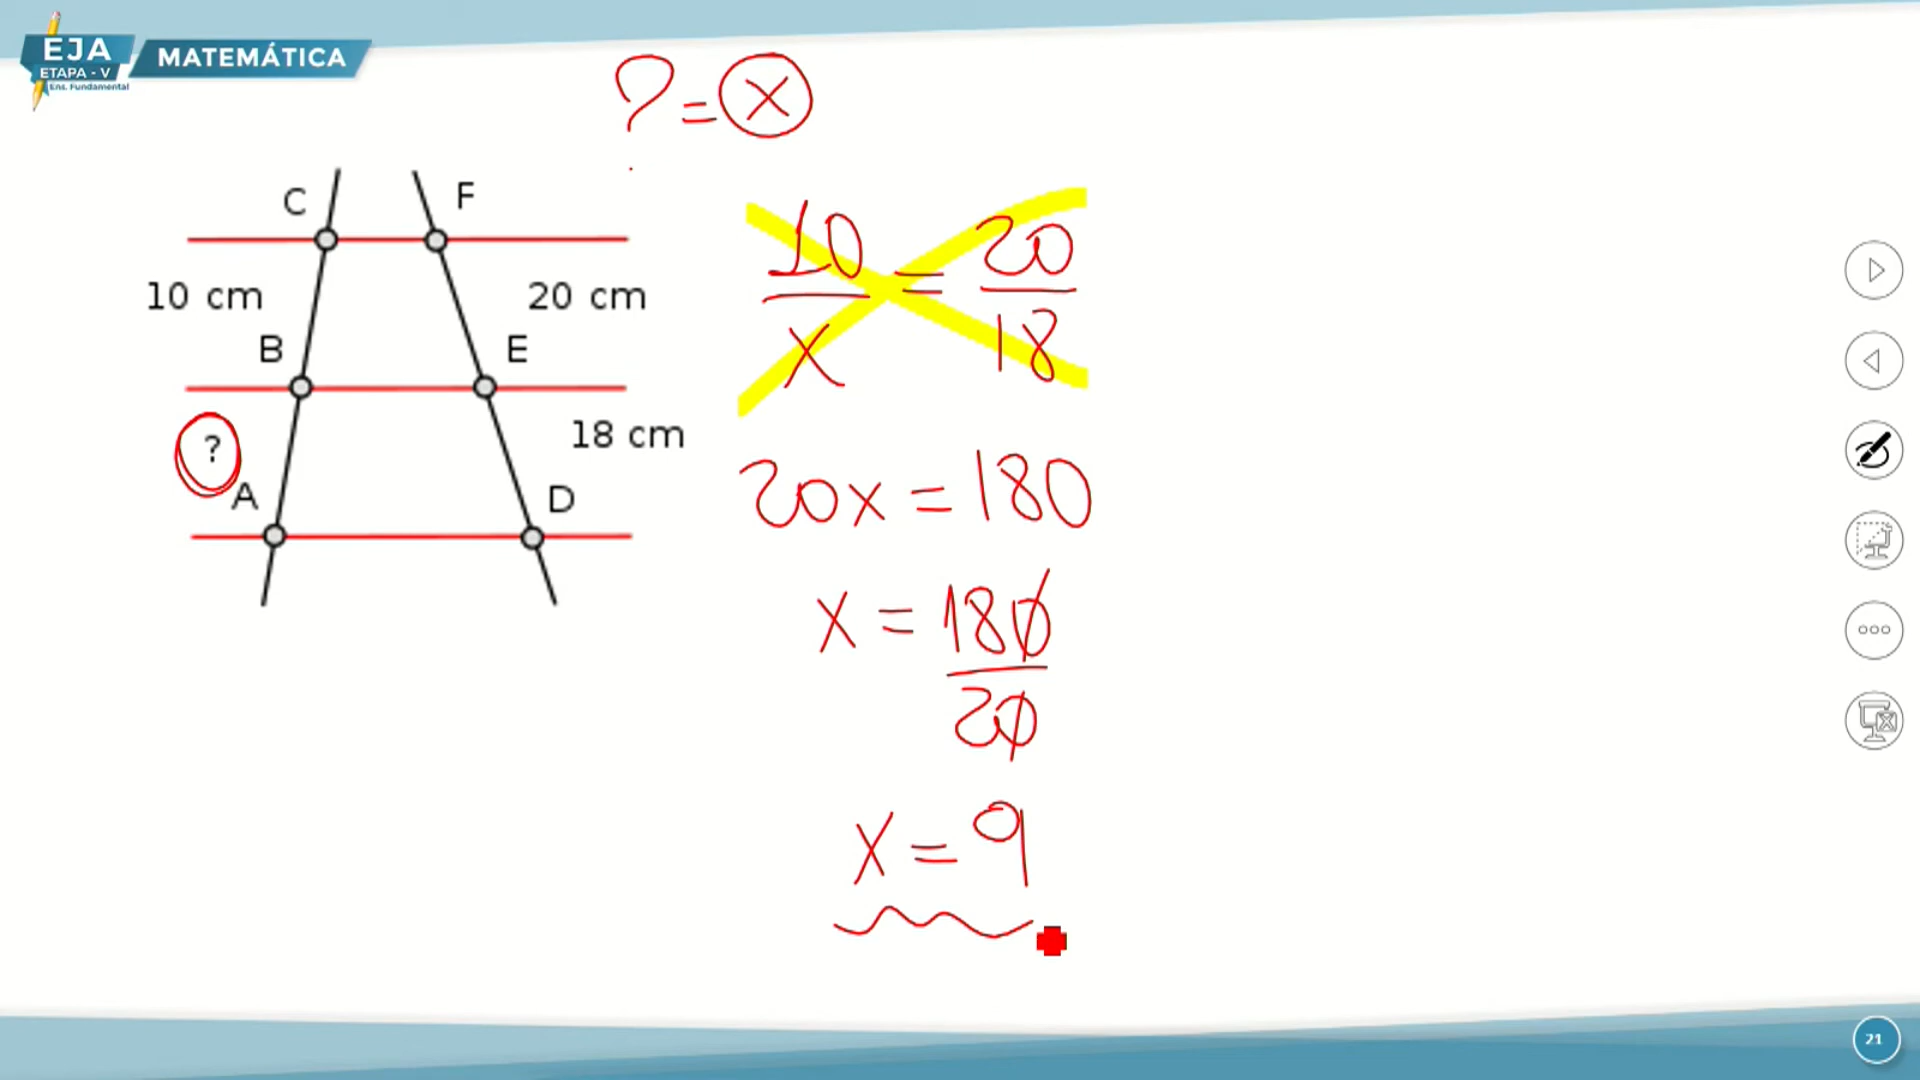 EJA
ETAPA - V
Ens. Fundamental
MATEMÁTICA
? = x
C F
10 cm 20 cm
B E
? 18 cm
A D
10/x = 20/18
20x = 180
x = 180/20
x = 9
21